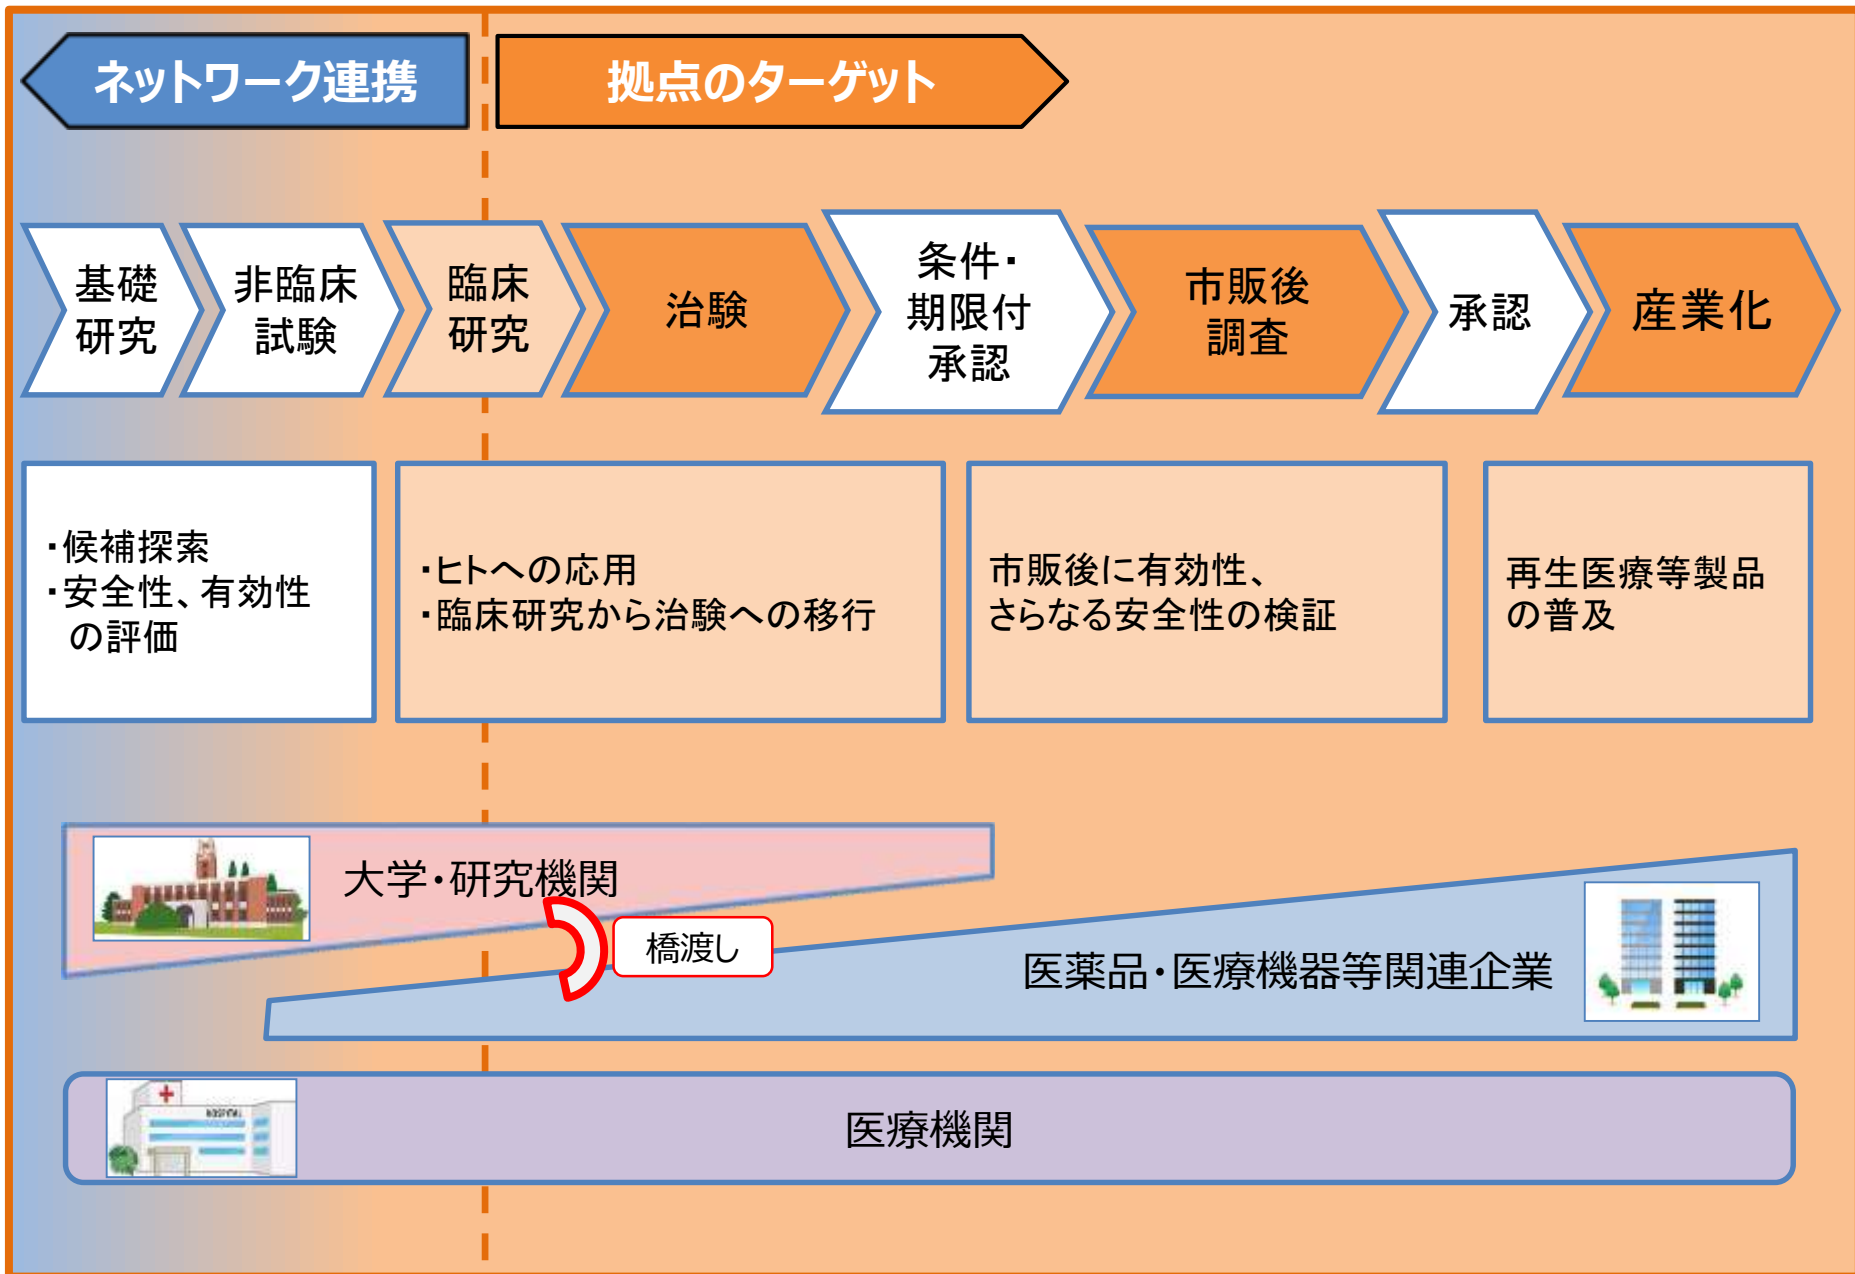 ネットワーク連携
拠点のターゲット
基礎
研究
非臨床
試験
臨床
研究
治験
条件・
期限付
承認
市販後
調査
承認
産業化
・候補探索
・安全性、有効性
の評価
・ヒトへの応用
・臨床研究から治験への移行
市販後に有効性、
さらなる安全性の検証
再生医療等製品
の普及
大学・研究機関
橋渡し
医薬品・医療機器等関連企業
HOSPITAL
医療機関